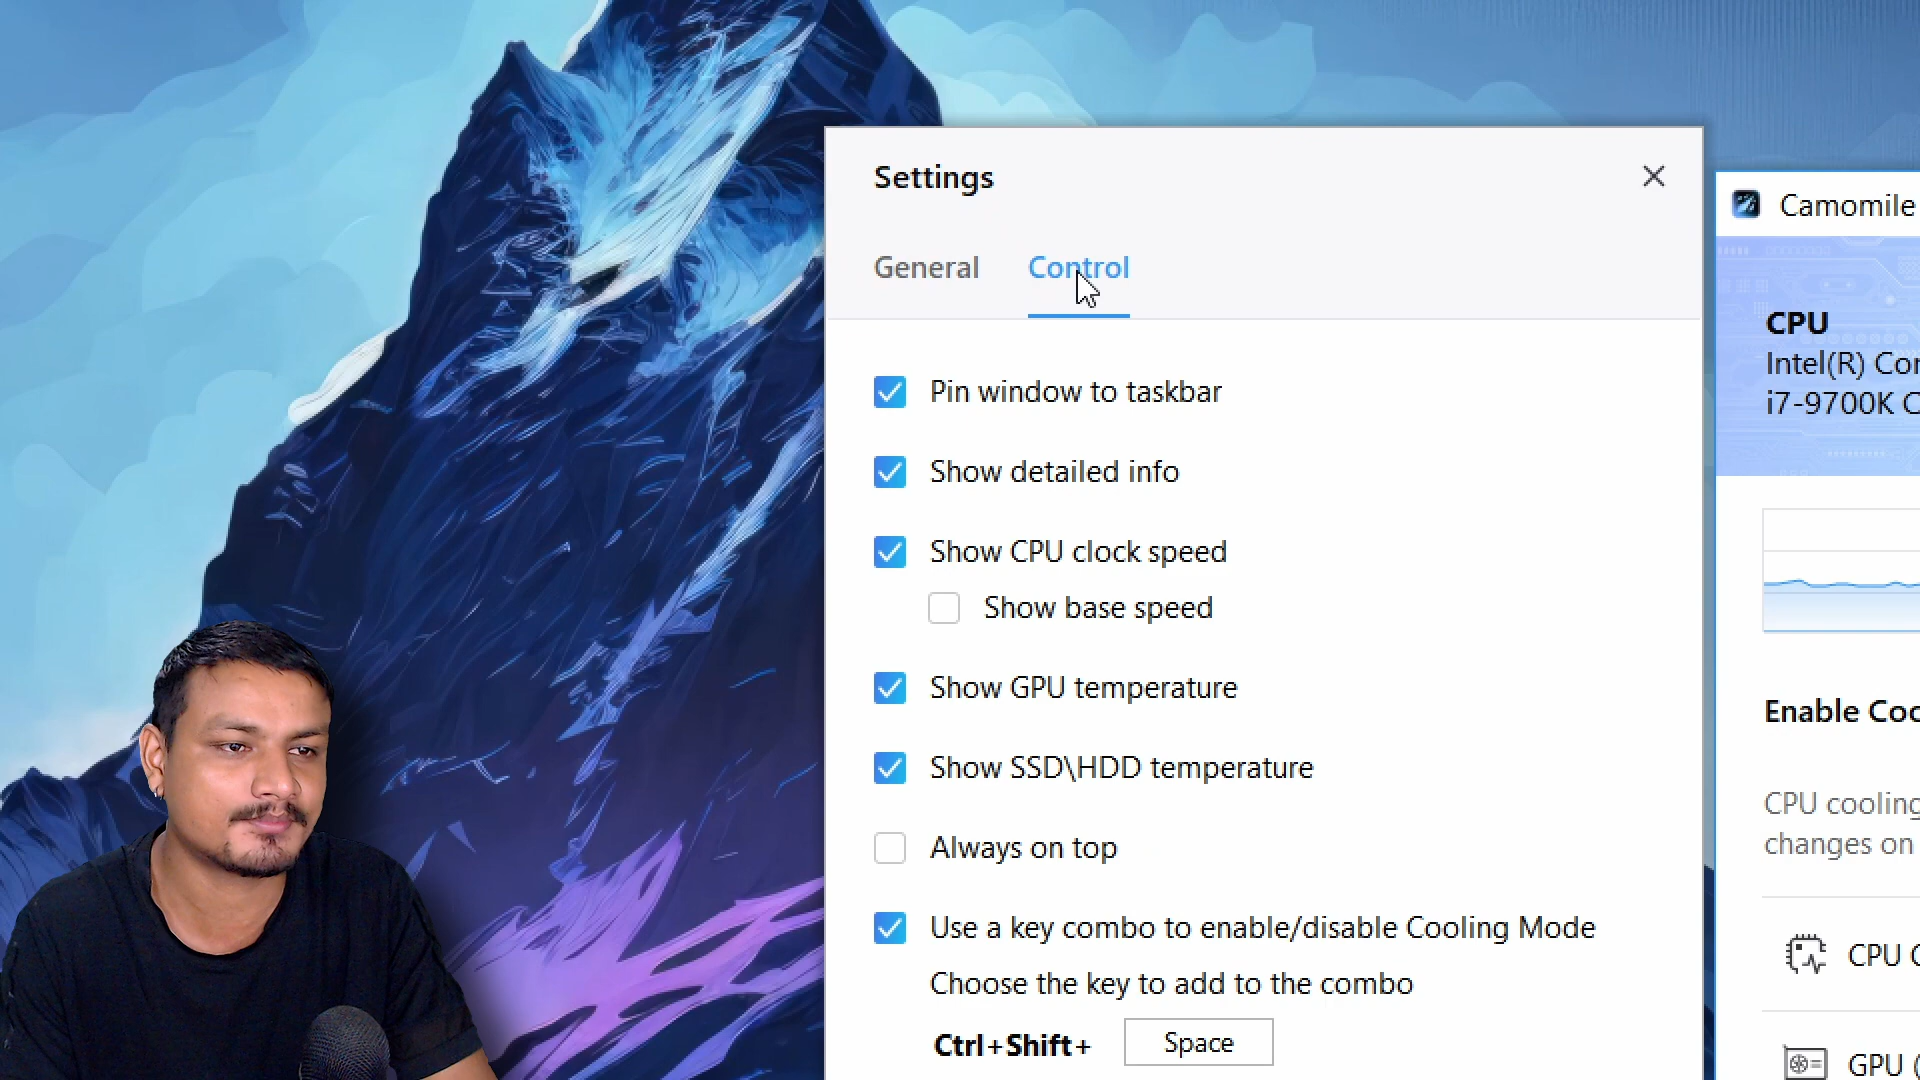 Settings
General
Control
Pin window to taskbar
Show detailed info
Show CPU clock speed
Show base speed
Show GPU temperature
Show SSD\HDD temperature
Always on top
Use a key combo to enable/disable Cooling Mode
Choose the key to add to the combo
Ctrl+Shift+ Space
Camomile
CPU
Intel(R)
i7-9700K
Enable
CPU cooling
changes on
CPU
GPU